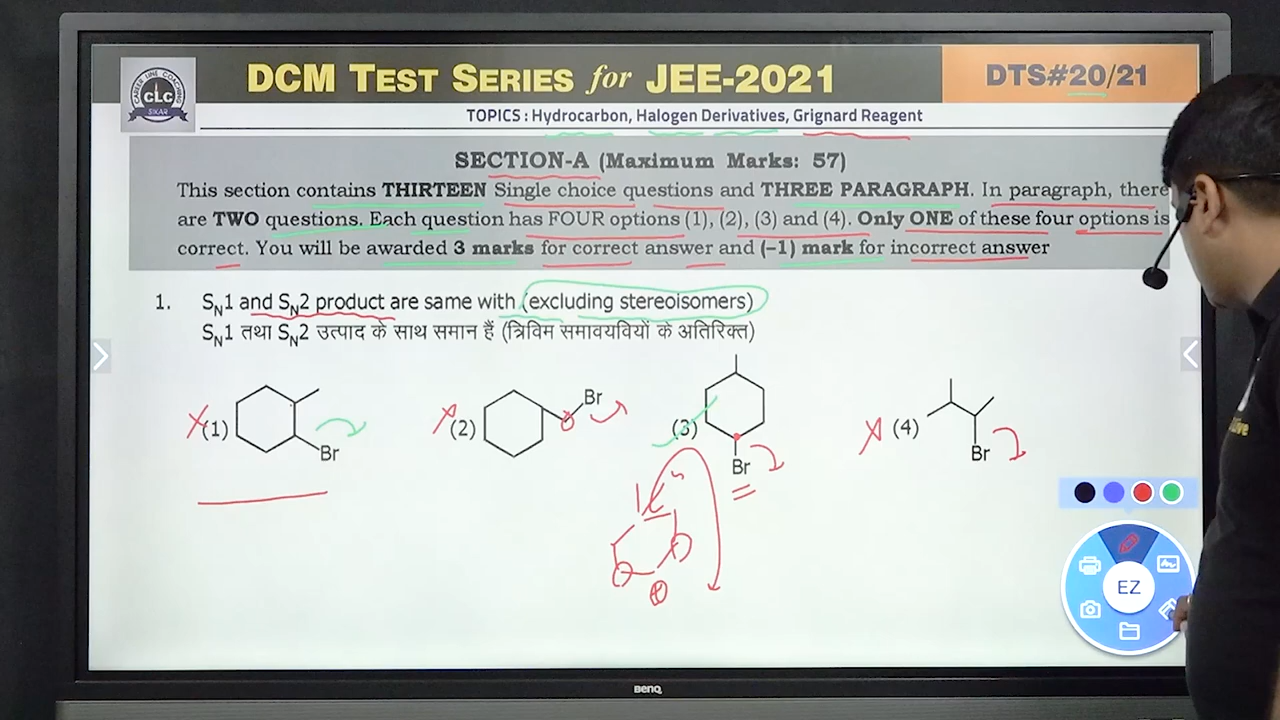 DCM TEST SERIES for JEE-2021
DTS#20/21
CAREER LINE COACHING
CLC
SIKAR
TOPICS : Hydrocarbon, Halogen Derivatives, Grignard Reagent
SECTION-A (Maximum Marks: 57)
This section contains THIRTEEN Single choice questions and THREE PARAGRAPH. In paragraph, there
are TWO questions. Each question has FOUR options (1), (2), (3) and (4). Only ONE of these four options is
correct. You will be awarded 3 marks for correct answer and (–1) mark for incorrect answer
1. SN1 and SN2 product are same with (excluding stereoisomers)
SN1 तथा SN2 उत्पाद के साथ समान हैं (त्रिविम समावयवियों के अतिरिक्त)
(1) Br
(2) Br
(3) Br
(4) Br
EZ
BenQ